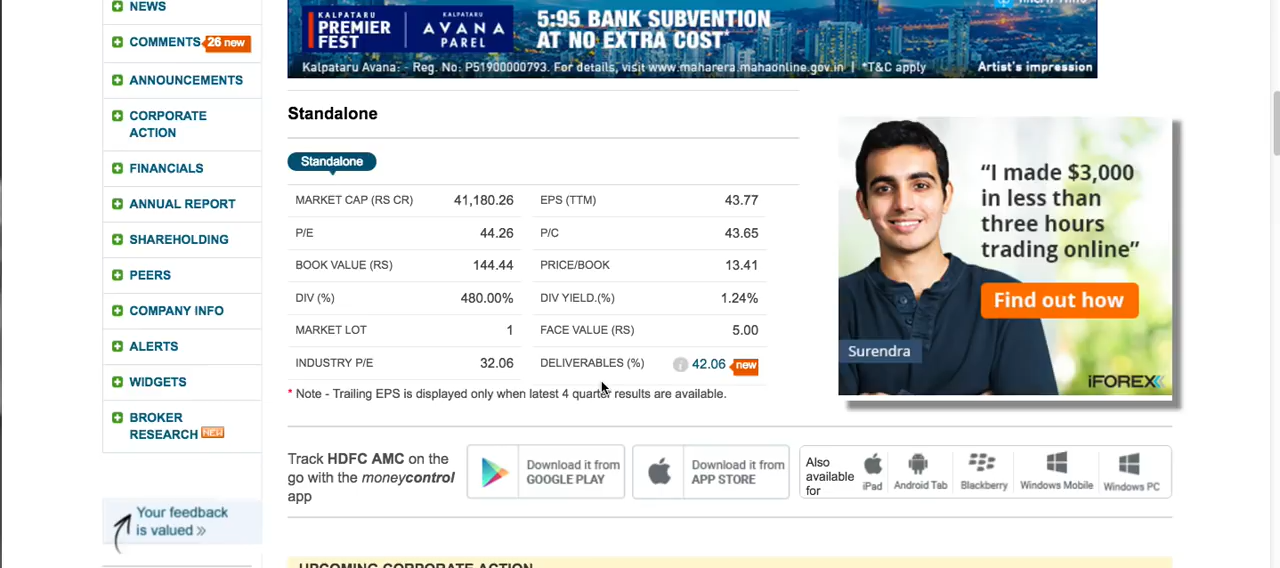 NEWS
COMMENTS 26 new
ANNOUNCEMENTS
CORPORATE
ACTION
FINANCIALS
ANNUAL REPORT
SHAREHOLDING
PEERS
COMPANY INFO
ALERTS
WIDGETS
BROKER
RESEARCH NEW
Your feedback
is valued »
KALPATARU
PREMIER
FEST
KALPATARU
AVANA
PAREL
5:95 BANK SUBVENTION
AT NO EXTRA COST*
Kalpataru Avana: - Reg. No: P51900000793. For details, visit www.maharera.mahaonline.gov.in | *T&C apply
Artist's impression
Standalone
Standalone
MARKET CAP (RS CR) 41,180.26 EPS (TTM) 43.77
P/E 44.26 P/C 43.65
BOOK VALUE (RS) 144.44 PRICE/BOOK 13.41
DIV (%) 480.00% DIV YIELD.(%) 1.24%
MARKET LOT 1 FACE VALUE (RS) 5.00
INDUSTRY P/E 32.06 DELIVERABLES (%) i 42.06 new
* Note - Trailing EPS is displayed only when latest 4 quarter results are available.
“I made $3,000
in less than
three hours
trading online”
Find out how
Surendra
iFOREX
Track HDFC AMC on the
go with the moneycontrol
app
Download it from
GOOGLE PLAY
Download it from
APP STORE
Also
available
for
iPad
Android Tab
Blackberry
Windows Mobile
Windows PC
UPCOMING CORPORATE ACTION